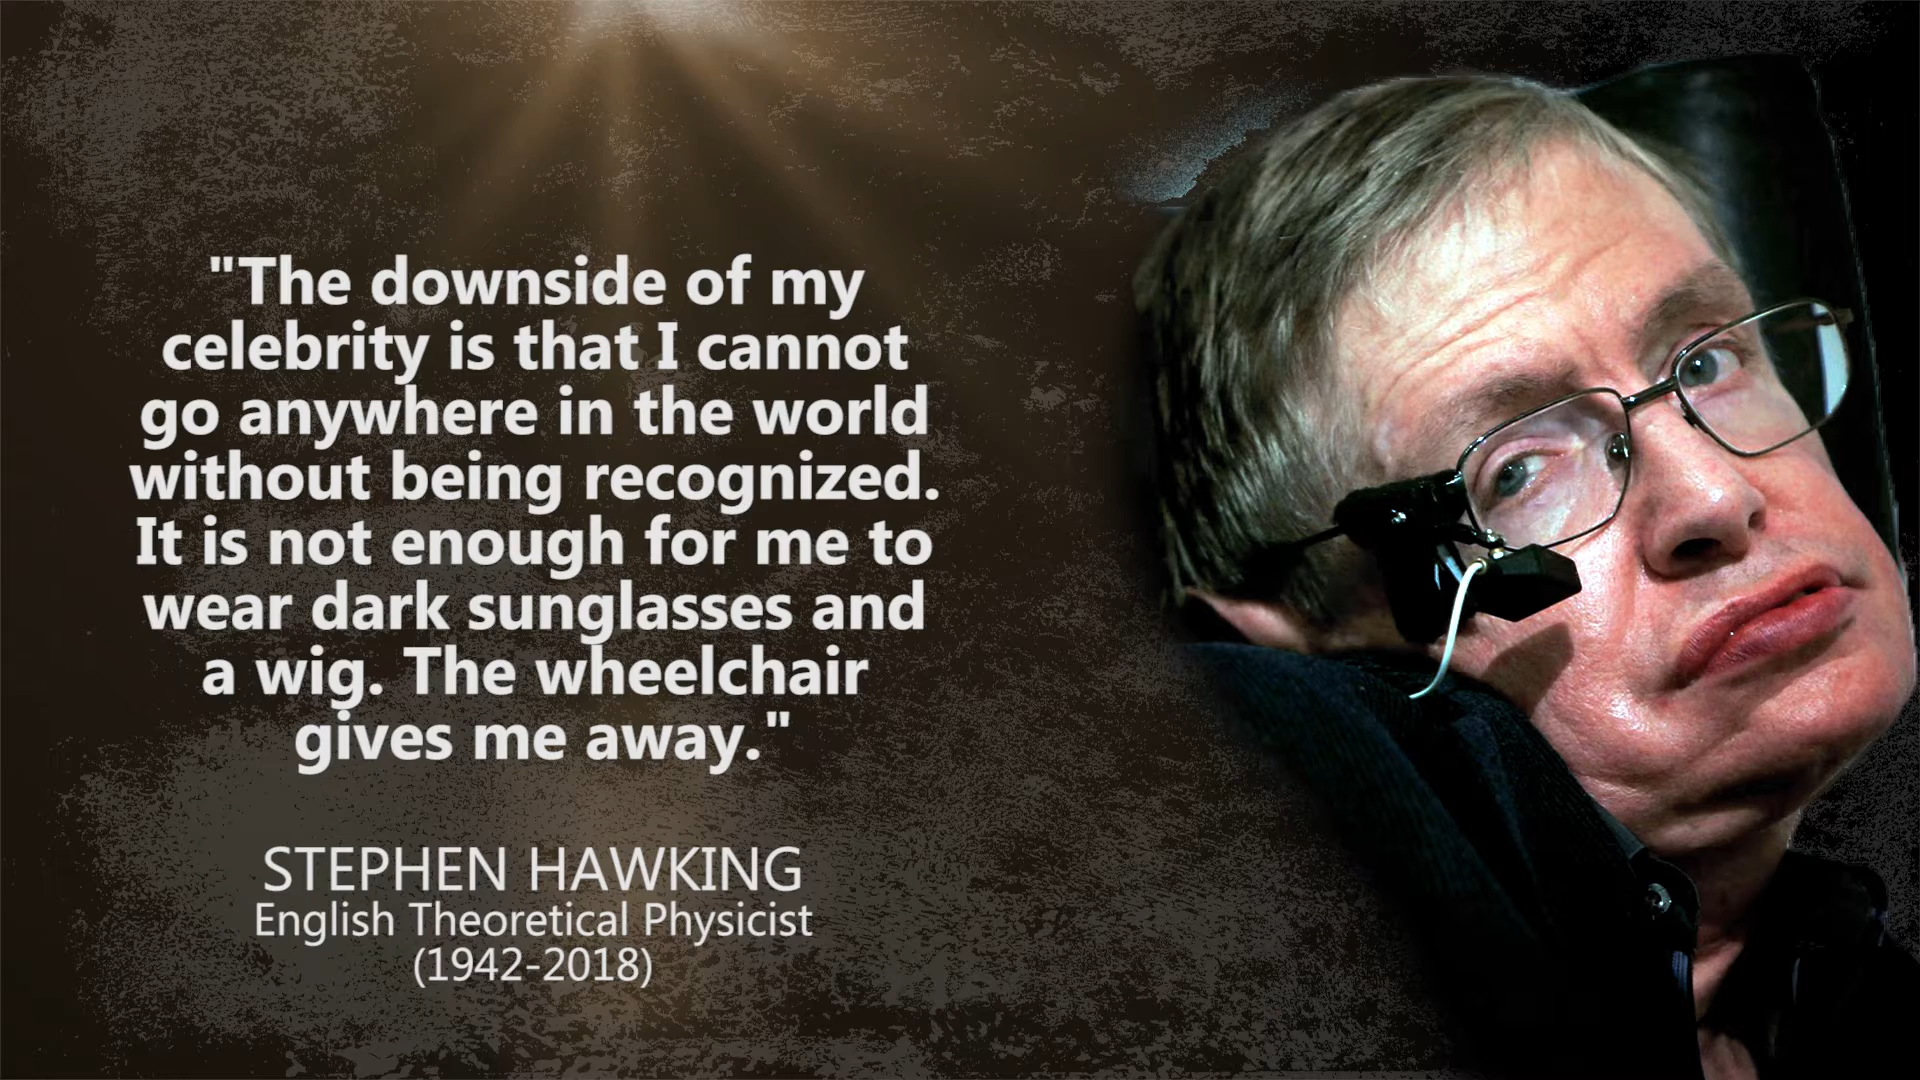 "The downside of my
celebrity is that I cannot
go anywhere in the world
without being recognized.
It is not enough for me to
wear dark sunglasses and
a wig. The wheelchair
gives me away."
STEPHEN HAWKING
English Theoretical Physicist
(1942-2018)